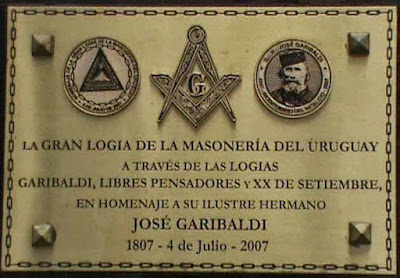 G
LA GRAN LOGIA DE LA MASONERÍA DEL URUGUAY
A TRAVÉS DE LAS LOGIAS
GARIBALDI, LIBRES PENSADORES Y XX DE SETIEMBRE,
EN HOMENAJE A SU ILUSTRE HERMANO
JOSÉ GARIBALDI
1807 - 4 de Julio - 2007